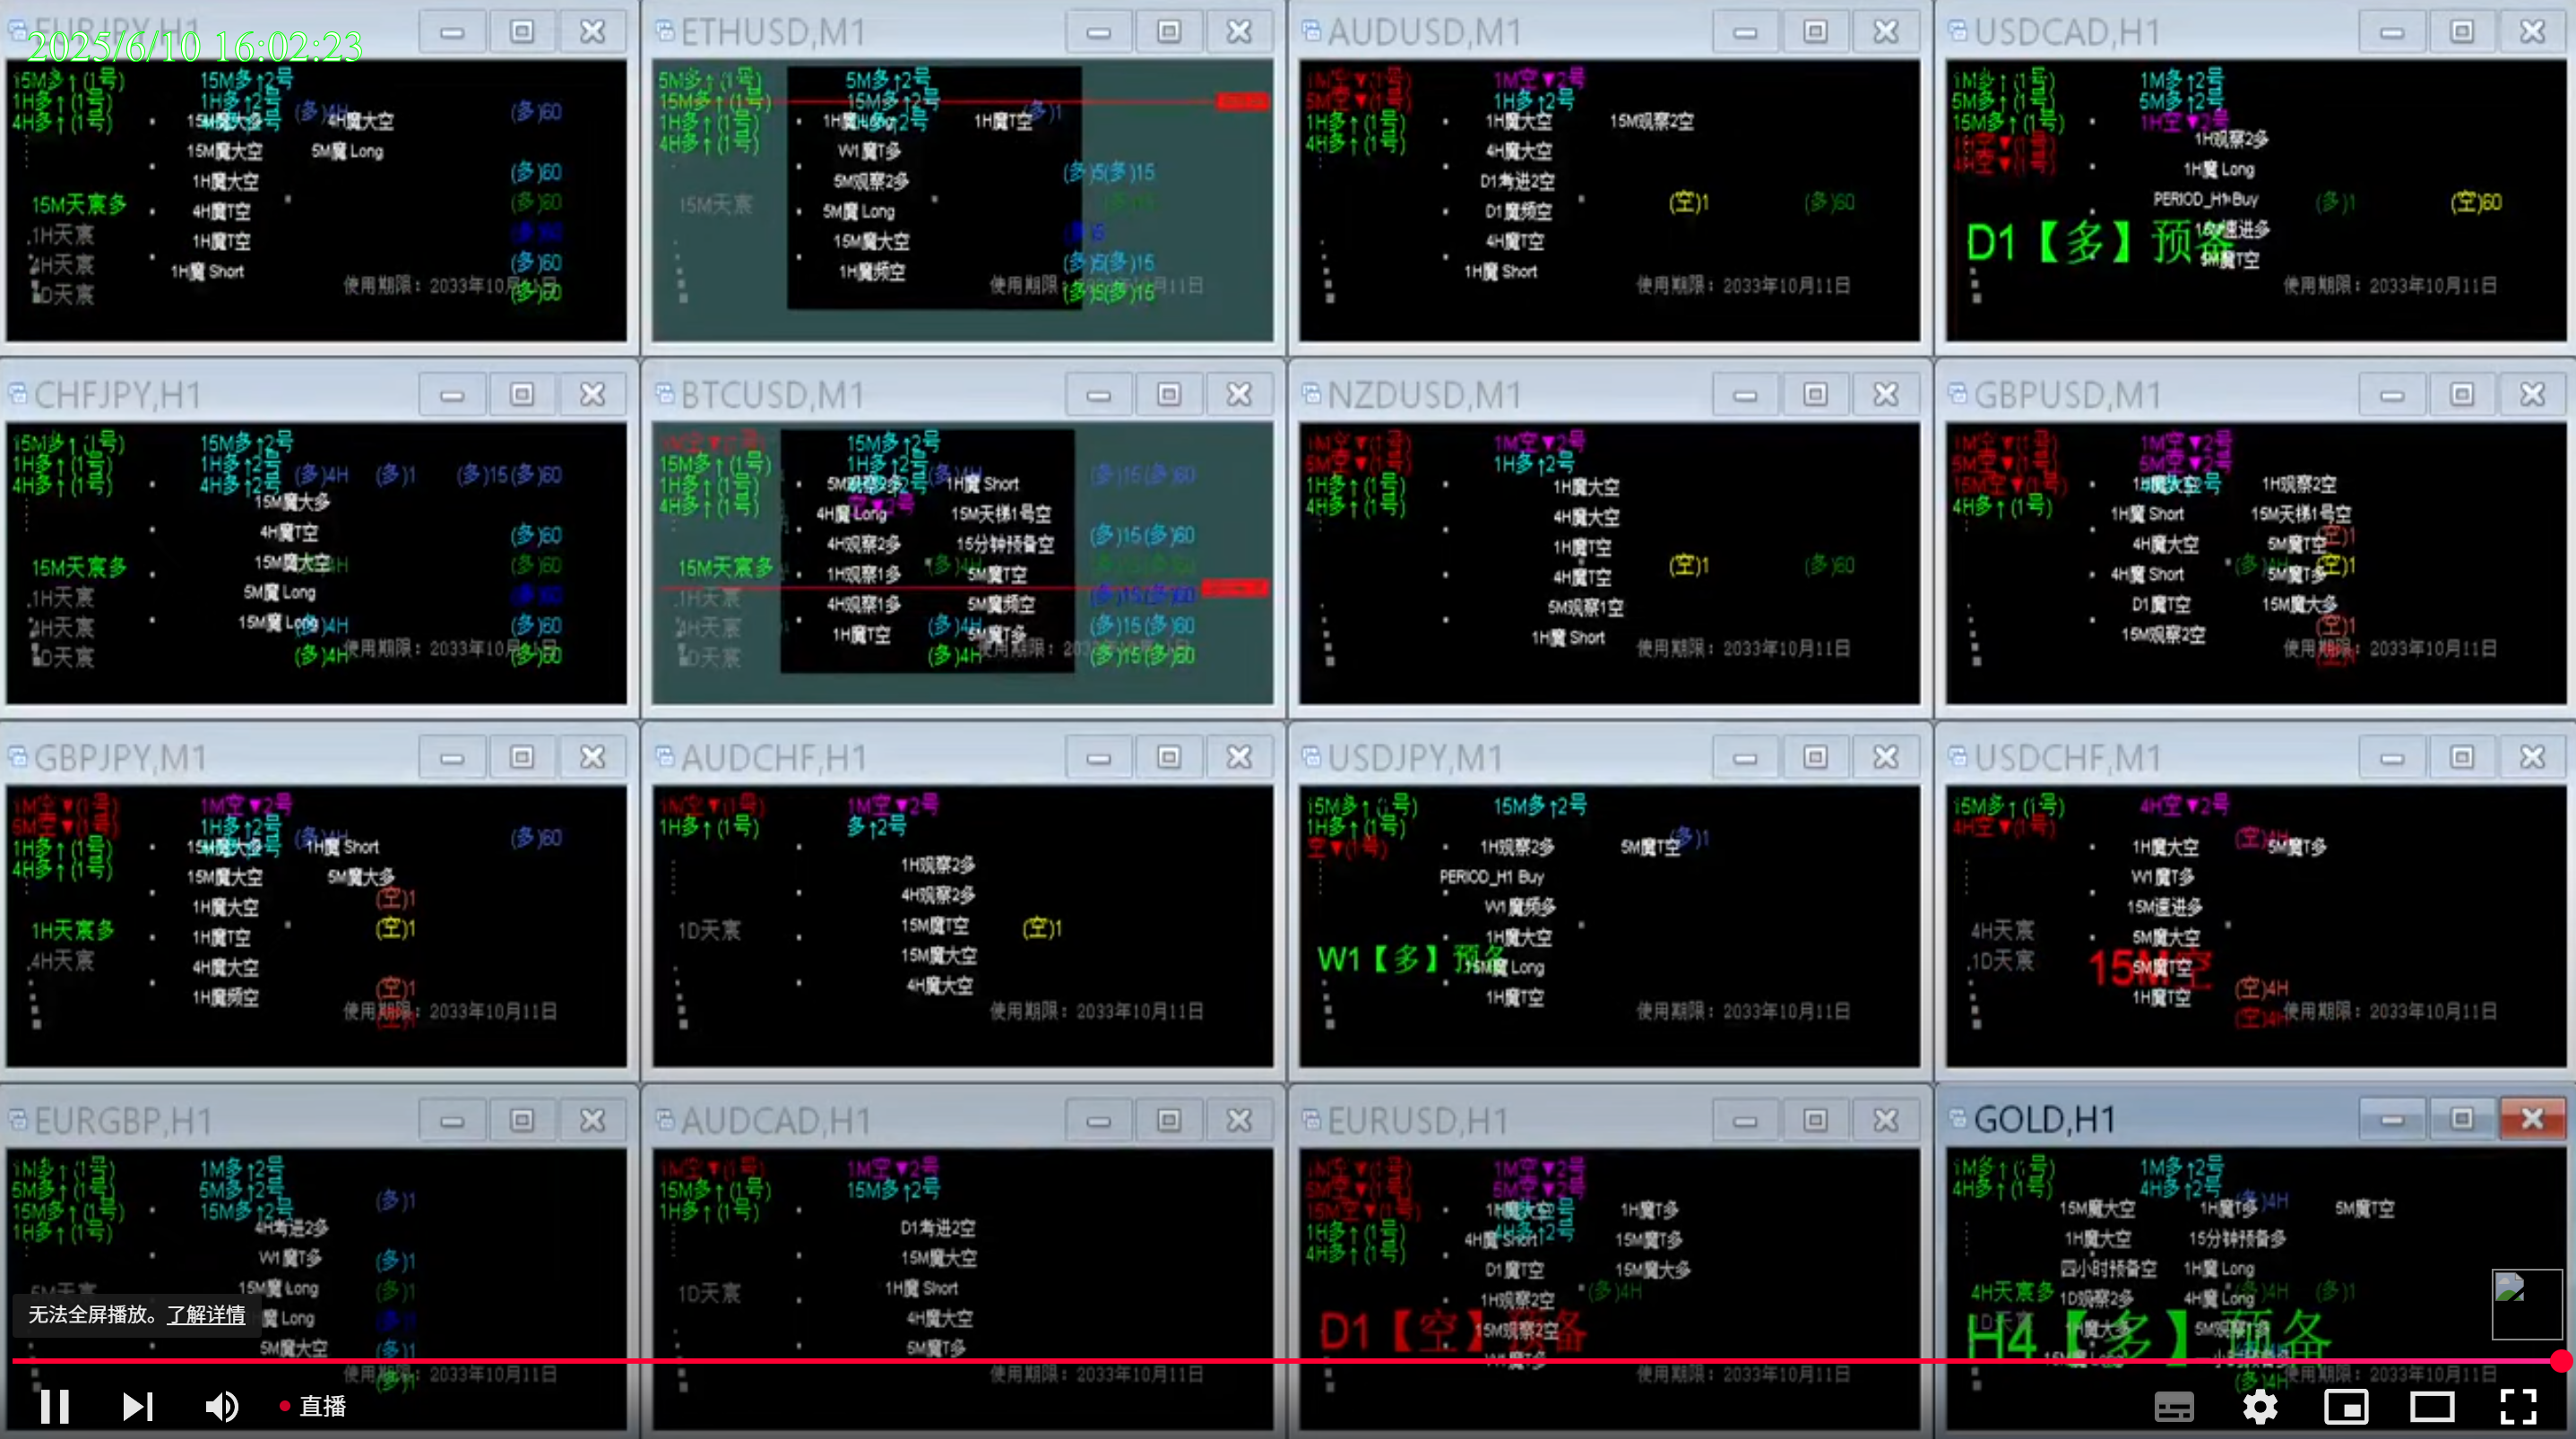 2025/6/10 16:02:23
EURJPY,H1
15M多↑(1号)
1H多↑(1号)
4H多↑(1号)
15M多↑2号
1H多↑2号
(多)4H
(多)60
15M魔大多
4H魔大空
15M魔大空
5M魔 Long
1H魔大空
(多)60
15M天宸多
4H魔T空
(多)60
1H天宸
1H魔T空
(多)60
4H天宸
1H魔 Short
(多)60
1D天宸
使用期限：2033年10月
(多)60
ETHUSD,M1
5M多↑(1号)
15M多↑(1号)
1H多↑(1号)
4H多↑(1号)
5M多↑2号
15M多↑2号
1H魔T空
W1魔T多
5M观察2多
(多)5(多)15
15M天宸
5M魔 Long
15M魔大空
1H魔频空
(多)5(多)15
使用期限
(多)5(多)15
AUDUSD,M1
1M空▼(1号)
5M空▼(1号)
1H多↑(1号)
4H多↑(1号)
1M空▼2号
1H多↑2号
1H魔大空
15M观察2空
4H魔大空
D1考进2空
D1魔频空
(空)1
(多)60
4H魔T空
1H魔 Short
使用期限：2033年10月11日
USDCAD,H1
1M多↑(1号)
5M多↑(1号)
15M多↑(1号)
1H空▼(1号)
4H空▼(1号)
1M多↑2号
5M多↑2号
1H空▼2号
1H观察2多
1H魔 Long
PERIOD_H1 Buy
(多)1
(空)60
D1【多】预备
5M魔T空
使用期限：2033年10月11日
CHFJPY,H1
15M多↑(1号)
1H多↑(1号)
4H多↑(1号)
15M多↑2号
1H多↑2号
4H多↑2号
(多)4H
(多)1
(多)15(多)60
15M魔大多
4H魔T空
(多)60
15M天宸多
15M魔大空
(多)60
1H天宸
5M魔 Long
(多)60
4H天宸
15M魔 Long
(多)60
1D天宸
(多)4H
使用期限：2033年10月
(多)60
BTCUSD,M1
15M多↑(1号)
1H多↑(1号)
4H多↑(1号)
15M多↑2号
1H多↑2号
(多)4H
(多)15(多)60
1H魔 Short
4H魔 Long
15M天梯1号空
4H观察2多
15分钟预备空
(多)15(多)60
15M天宸多
1H观察1多
5M魔T空
1H天宸
4H观察1多
5M魔频空
(多)15(多)60
4H天宸
1H魔T空
(多)4H
5M魔T多
(多)15(多)60
1D天宸
(多)4H
使用期限：
(多)15(多)60
NZDUSD,M1
1M空▼(1号)
5M空▼(1号)
1H多↑(1号)
4H多↑(1号)
1M空▼2号
1H多↑2号
1H魔大空
4H魔大空
1H魔T空
4H魔T空
(空)1
(多)60
5M观察1空
1H魔 Short
使用期限：2033年10月11日
GBPUSD,M1
1M空▼(1号)
5M空▼(1号)
15M空▼(1号)
4H多↑(1号)
1M空▼2号
5M空▼2号
1H魔大空
1H观察2空
1H魔 Short
15M天梯1号空
4H魔大空
5M魔T空
(空)1
4H魔 Short
5M魔T多
(空)1
D1魔T空
15M魔大多
15M观察2空
(空)1
使用期限：2033年10月11日
GBPJPY,M1
1M空▼(1号)
5M空▼(1号)
1H多↑(1号)
4H多↑(1号)
1M空▼2号
1H多↑2号
(多)4H
(多)60
15M魔大多
1H魔 Short
15M魔大空
5M魔大多
1H魔大空
(空)1
1H天宸多
1H魔T空
(空)1
4H天宸
4H魔大空
1H魔频空
(空)1
使用期限：2033年10月11日
AUDCHF,H1
1M空▼(1号)
1H多↑(1号)
1M空▼2号
多↑2号
1H观察2多
4H观察2多
1D天宸
15M魔T空
(空)1
15M魔大空
4H魔大空
使用期限：2033年10月11日
USDJPY,M1
15M多↑(1号)
1H多↑(1号)
空▼(1号)
15M多↑2号
1H观察2多
5M魔T空
(多)1
PERIOD_H1 Buy
W1魔频多
1H魔大空
W1【多】预备
15M魔 Long
1H魔T空
使用期限：2033年10月11日
USDCHF,M1
15M多↑(1号)
4H空▼(1号)
4H空▼2号
(空)4H
1H魔大空
5M魔T多
W1魔T多
15M速进多
4H天宸
5M魔大空
1D天宸
15M空
5M魔T空
1H魔T空
(空)4H
(空)4H
使用期限：2033年10月11日
EURGBP,H1
1M多↑(1号)
5M多↑(1号)
15M多↑(1号)
1H多↑(1号)
1M多↑2号
5M多↑2号
15M多↑2号
(多)1
4H考进2多
W1魔T多
(多)1
5M天宸
15M魔 Long
(多)1
魔 Long
5M魔大空
(多)1
使用期限：2033年10月11日
(多)1
AUDCAD,H1
1M空▼(1号)
15M多↑(1号)
1H多↑(1号)
1M空▼2号
15M多↑2号
D1考进2空
15M魔大空
1D天宸
1H魔 Short
4H魔大空
5M魔T多
使用期限：2033年10月11日
EURUSD,H1
1M空▼(1号)
5M空▼(1号)
15M空▼(1号)
1H多↑(1号)
4H多↑(1号)
1M空▼2号
5M空▼2号
1H魔大空
1H魔T多
4H魔 Short
4H多↑2号
15M魔T多
D1魔T空
15M魔大多
1H观察2空
(多)4H
D1【空】预备
15M观察2空
使用期限：2033年10月11日
GOLD,H1
1M多↑(1号)
4H多↑(1号)
1M多↑2号
4H多↑2号
(多)4H
15M魔大空
1H魔T多
5M魔T空
1H魔大空
15分钟预备多
四小时预备空
1H魔 Long
4H天宸多
1D观察2多
4H魔 Long
(多)1
H4【多】预备
1H魔大多
(多)4H
使用期限：2033年10月11日
无法全屏播放。了解详情
直播